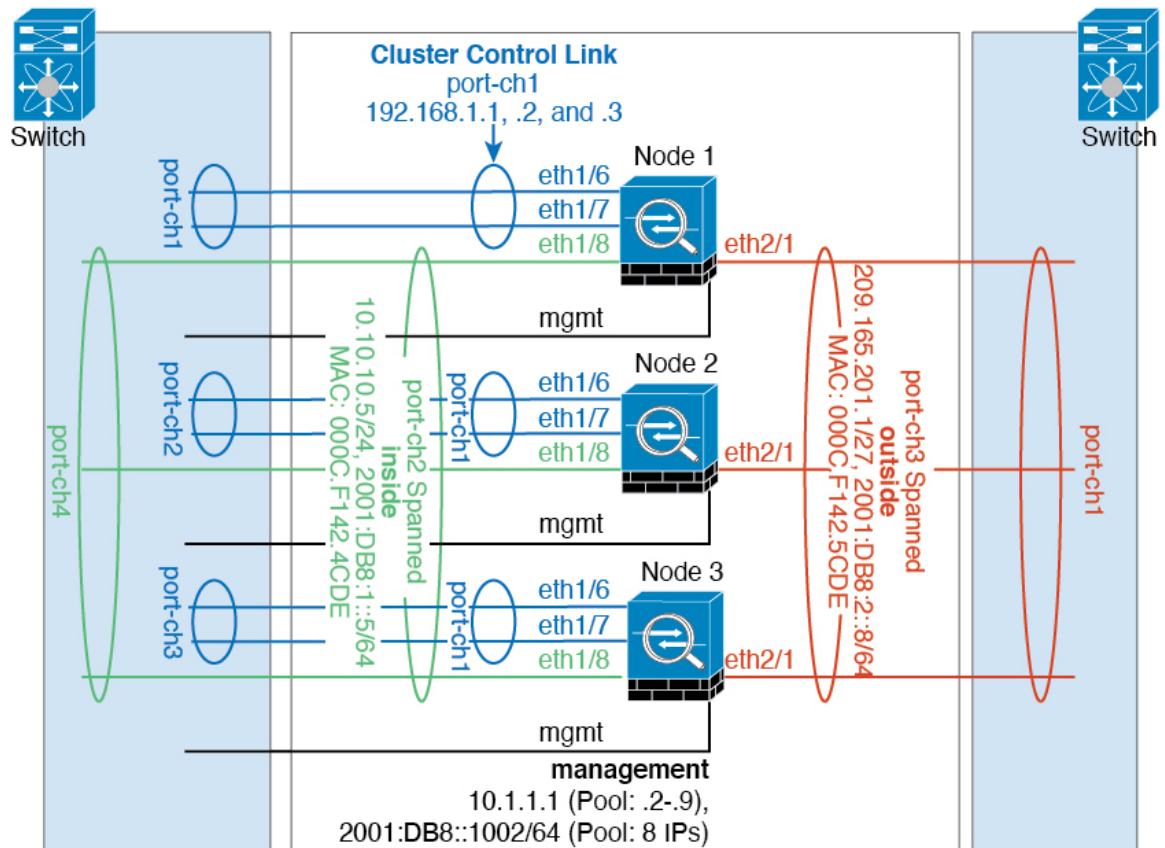 Switch
Switch
Cluster Control Link
port-ch1
192.168.1.1, .2, and .3
Node 1
port-ch1
eth1/6
eth1/7
eth1/8
eth2/1
mgmt
Node 2
port-ch2
port-ch1
eth1/6
eth1/7
eth1/8
eth2/1
mgmt
Node 3
port-ch3
port-ch1
eth1/6
eth1/7
eth1/8
eth2/1
mgmt
port-ch4
port-ch2 Spanned
inside
10.10.10.5/24, 2001:DB8:1::5/64
MAC: 000C.F142.4CDE
port-ch3 Spanned
outside
209.165.201.1/27, 2001:DB8:2::8/64
MAC: 000C.F142.5CDE
port-ch1
management
10.1.1.1 (Pool: .2-.9),
2001:DB8::1002/64 (Pool: 8 IPs)